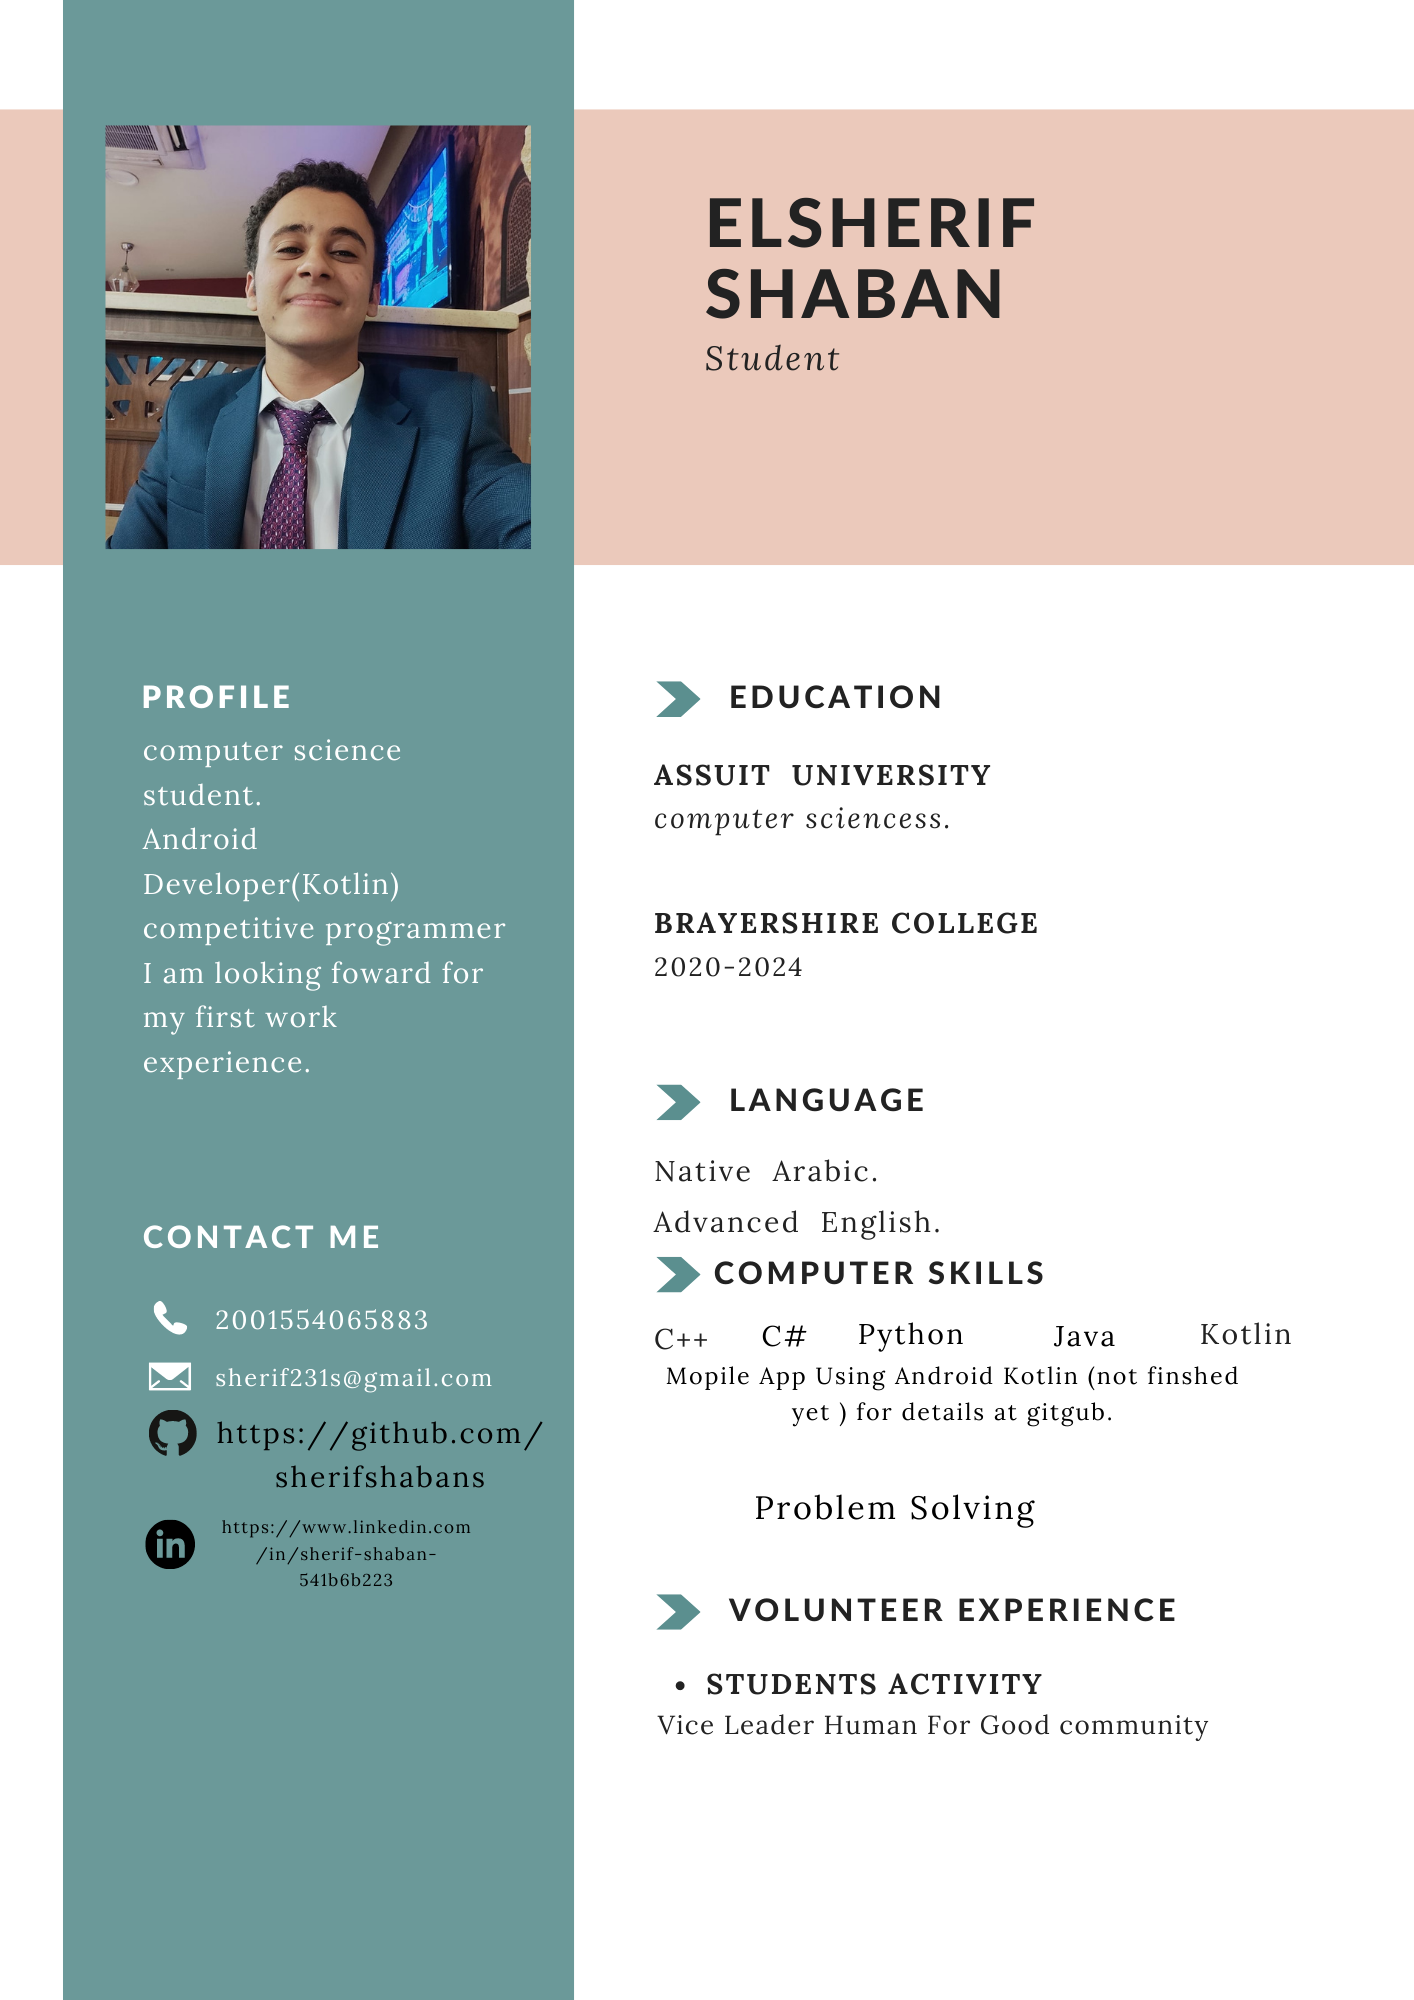 ELSHERIF
SHABAN
Student
PROFILE
computer science
student.
Android
Developer(Kotlin)
competitive programmer
I am looking foward for
my first work
experience.
CONTACT ME
2001554065883
sherif231s@gmail.com
https://github.com/
sherifshabans
https://www.linkedin.com
/in/sherif-shaban-
541b6b223
EDUCATION
ASSUIT UNIVERSITY
computer sciencess.
BRAYERSHIRE COLLEGE
2020-2024
LANGUAGE
Native Arabic.
Advanced English.
COMPUTER SKILLS
C++ C# Python Java Kotlin
Mopile App Using Android Kotlin (not finshed
yet ) for details at gitgub.
Problem Solving
VOLUNTEER EXPERIENCE
• STUDENTS ACTIVITY
Vice Leader Human For Good community